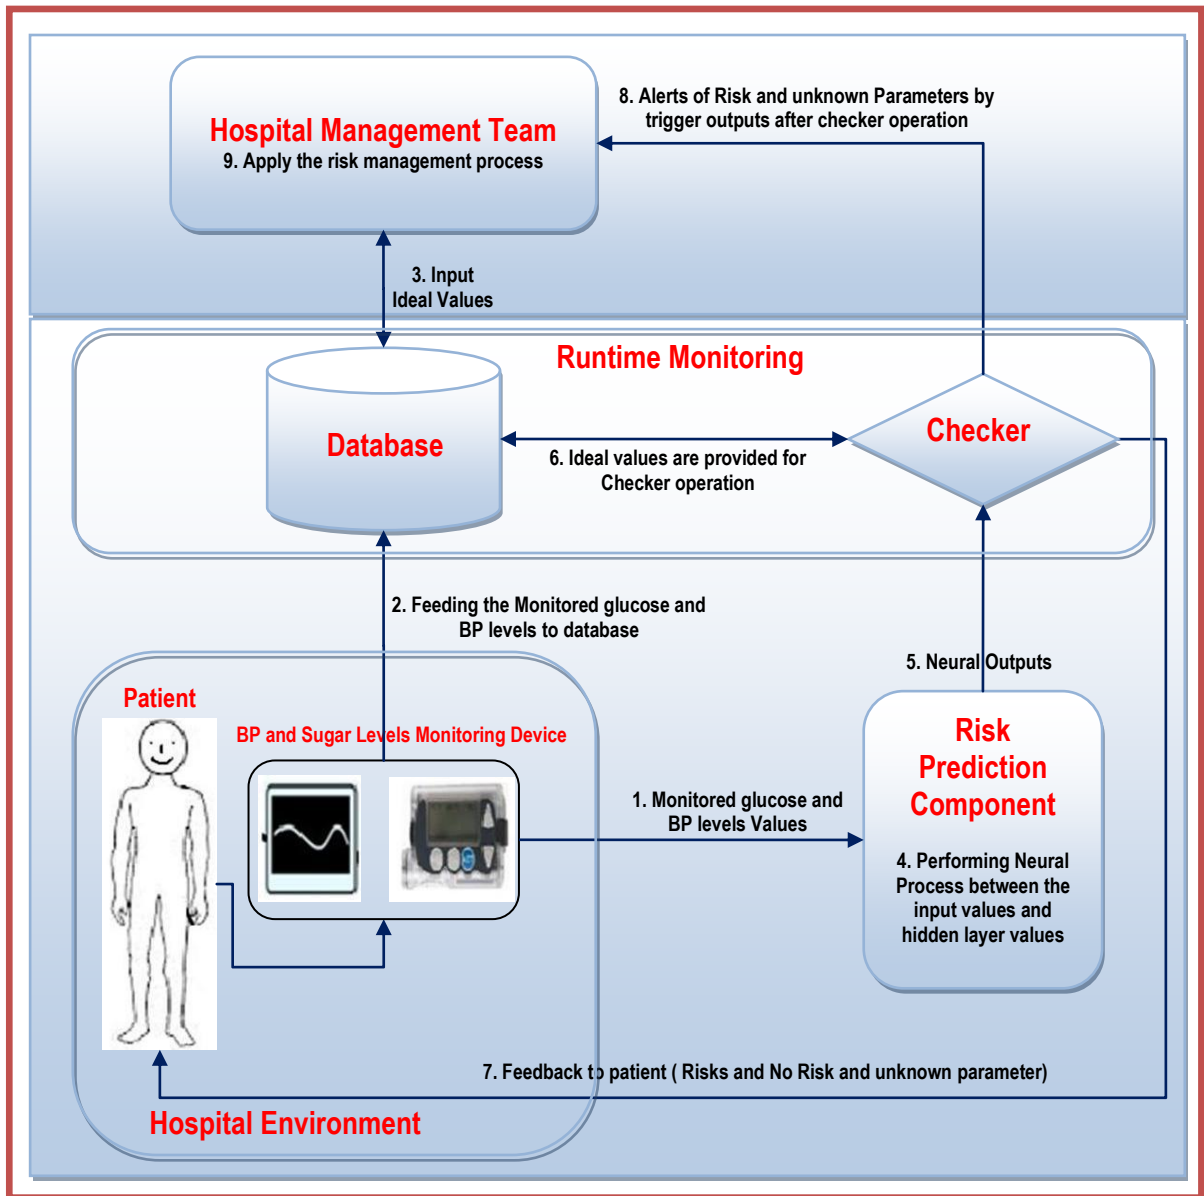 8. Alerts of Risk and unknown Parameters by
trigger outputs after checker operation
Hospital Management Team
9. Apply the risk management process
3. Input
Ideal Values
Runtime Monitoring
Database
Checker
6. Ideal values are provided for
Checker operation
2. Feeding the Monitored glucose and
BP levels to database
5. Neural Outputs
Patient
BP and Sugar Levels Monitoring Device
Risk
Prediction
Component
1. Monitored glucose and
BP levels Values
4. Performing Neural
Process between the
input values and
hidden layer values
7. Feedback to patient ( Risks and No Risk and unknown parameter)
Hospital Environment